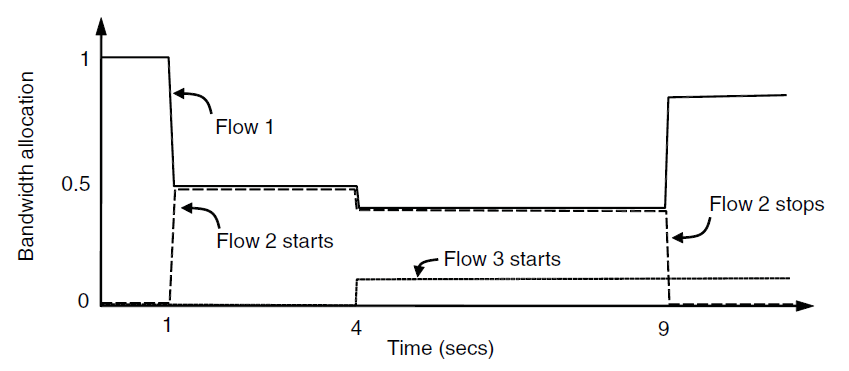 1
Flow 1
Bandwidth allocation
0.5
Flow 2 starts
Flow 2 stops
Flow 3 starts
0
1
4
9
Time (secs)